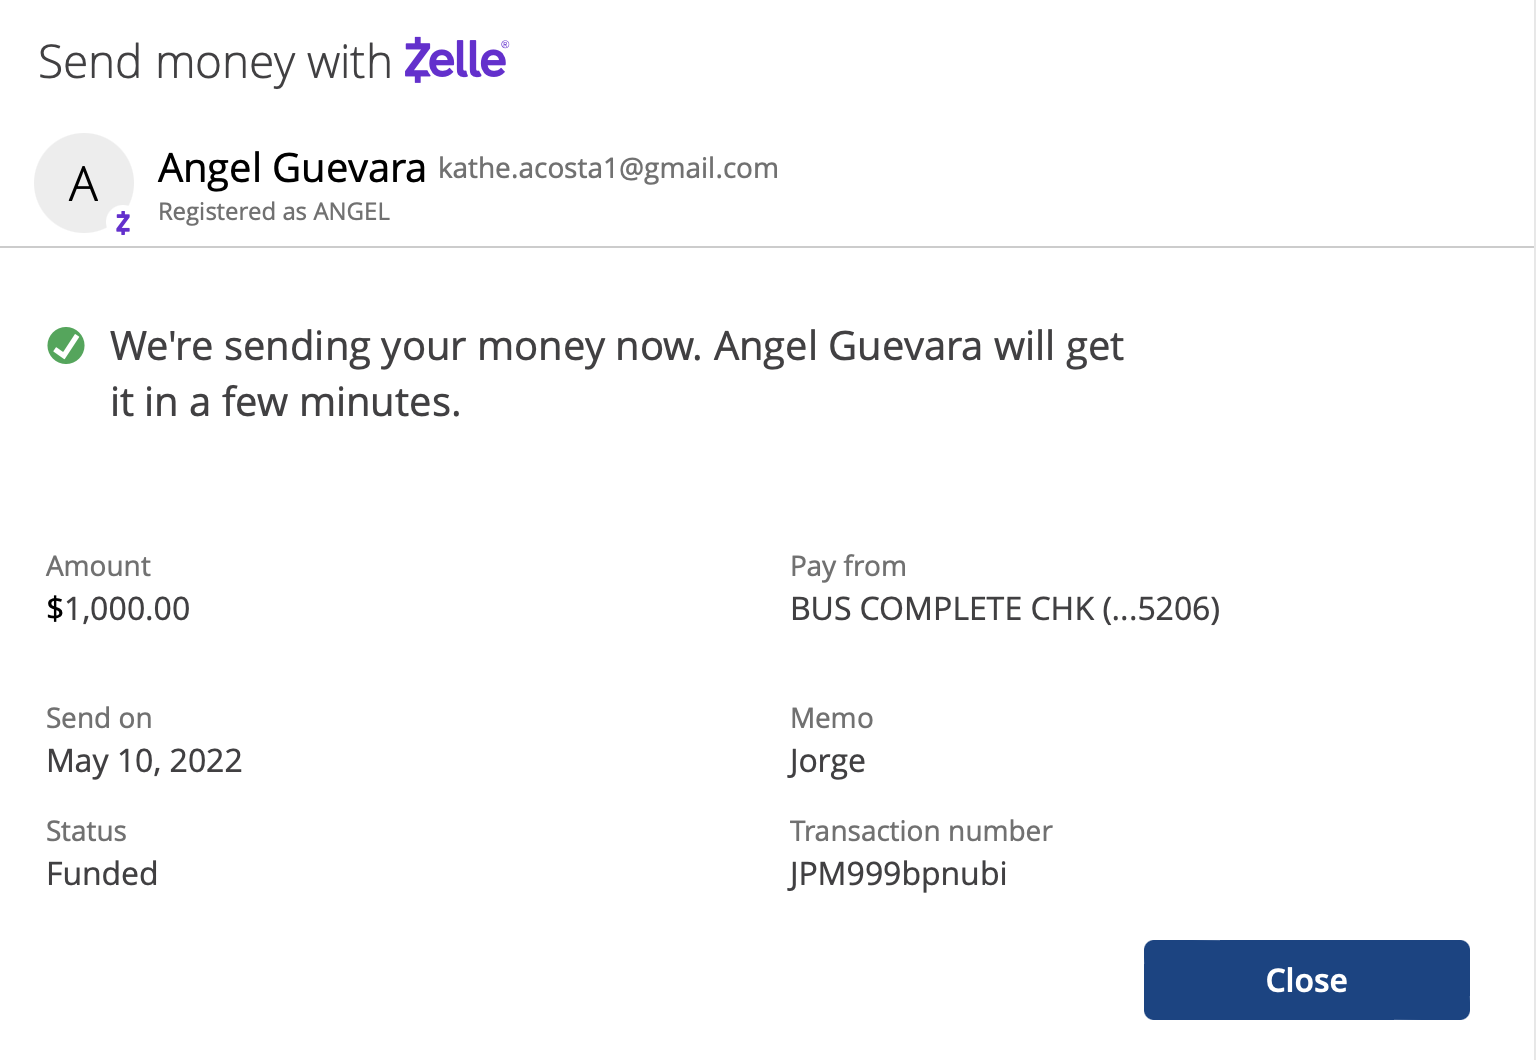 Send money with Zelle®
A
Angel Guevara kathe.acosta1@gmail.com
Registered as ANGEL
We're sending your money now. Angel Guevara will get
it in a few minutes.
Amount
$1,000.00
Pay from
BUS COMPLETE CHK (...5206)
Send on
May 10, 2022
Memo
Jorge
Status
Funded
Transaction number
JPM999bpnubi
Close